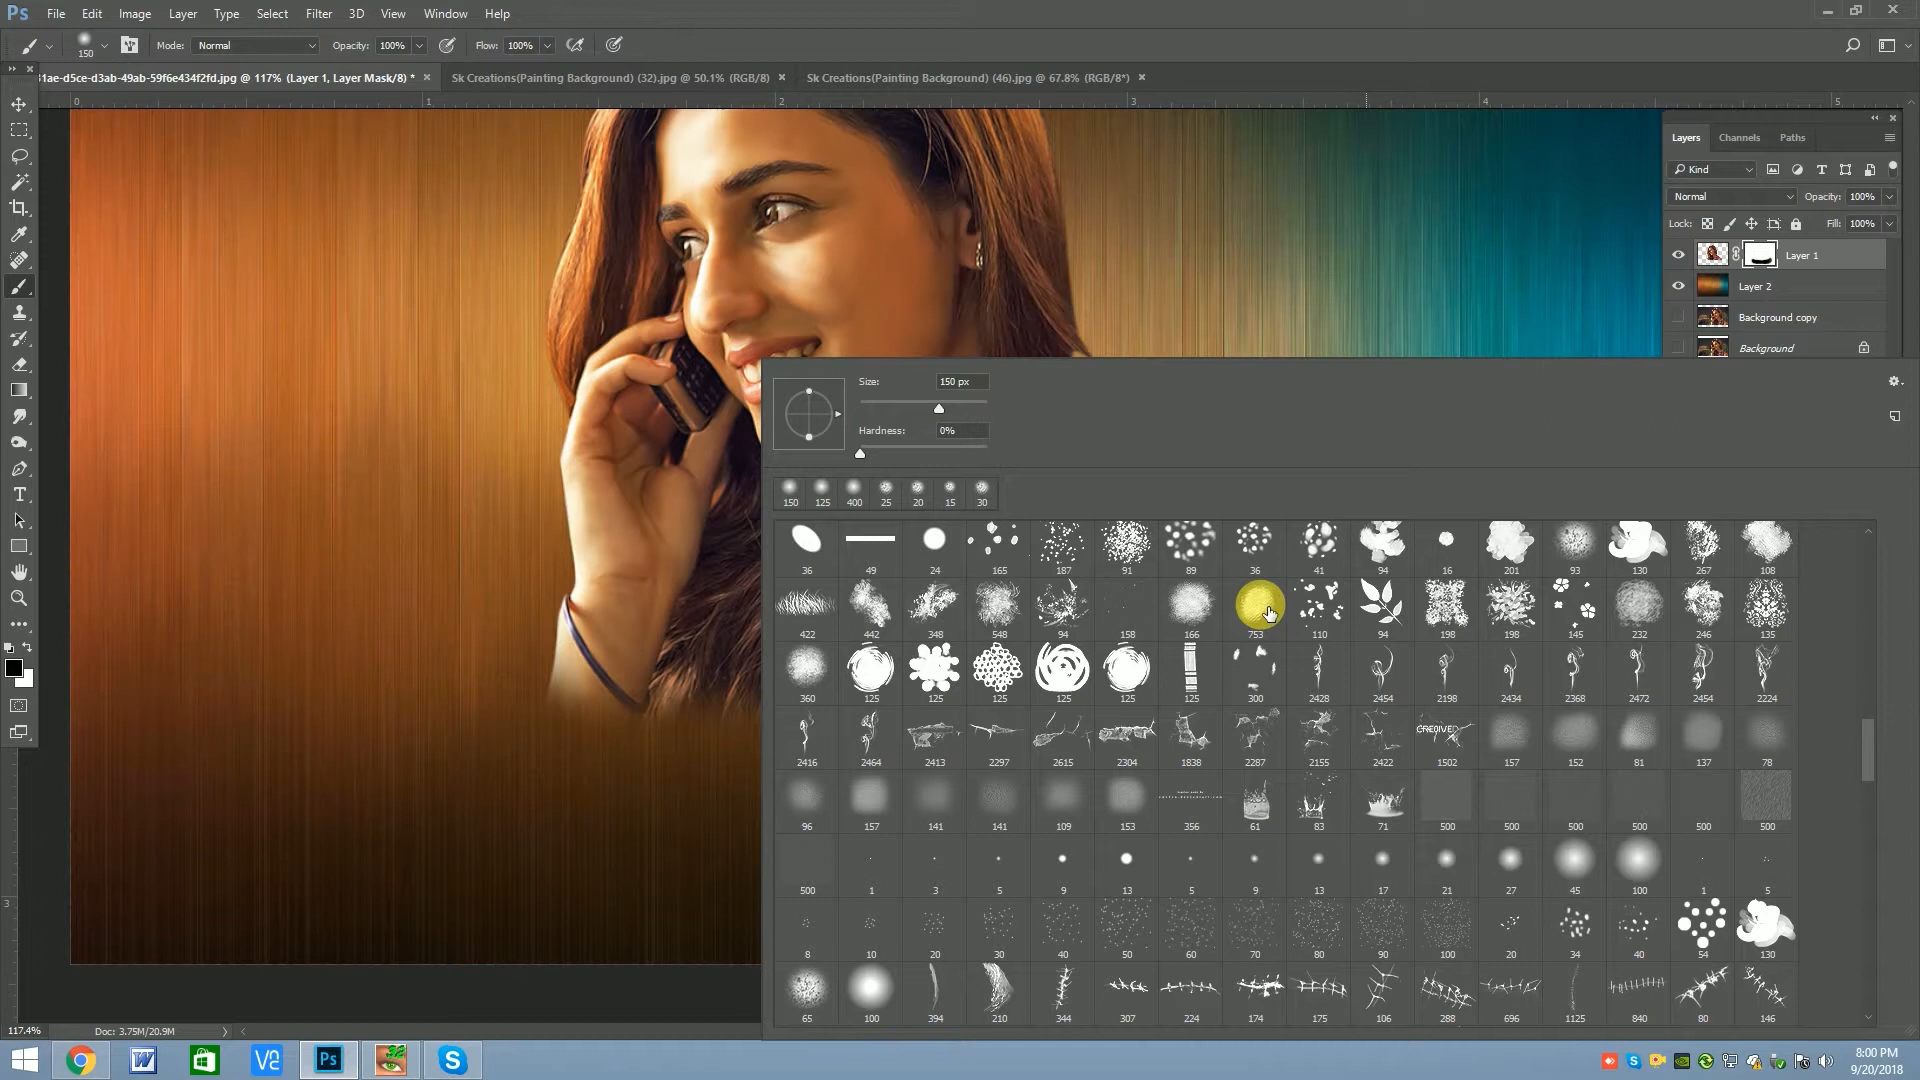 Ps File Edit Image Layer Type Select Filter 3D View Window Help
150 Mode: Normal Opacity: 100% Flow: 100%
31ae-d5ce-d3ab-49ab-59f6e434f2fd.jpg @ 117% (Layer 1, Layer Mask/8) * × Sk Creations(Painting Background) (32).jpg @ 50.1% (RGB/8) × Sk Creations(Painting Background) (46).jpg @ 67.8% (RGB/8*) ×
0 1 2 3 4 5
Layers Channels Paths
Kind
Normal Opacity: 100%
Lock: Fill: 100%
Layer 1
Layer 2
Background copy
Background
Size: 150 px
Hardness: 0%
150 125 400 25 20 15 30
36 49 24 165 187 91 89 36 41 94 16 201 93 130 267 108
422 442 348 548 94 158 166 753 110 94 198 198 145 232 246 135
360 125 125 125 125 125 125 300 2428 2454 2198 2434 2368 2472 2454 2224
2416 2464 2413 2297 2615 2304 1838 2287 2155 2422 1502 157 152 81 137 78
96 157 141 141 109 153 356 61 83 71 500 500 500 500 500 500
500 1 3 5 9 13 5 9 13 17 21 27 45 100 1 5
3
8 10 20 30 40 50 60 70 80 90 100 20 34 40 54 130
65 100 394 210 344 307 224 174 175 106 288 696 1125 840 80 146
117.4% Doc: 3.75M/20.9M
8:00 PM
9/20/2018